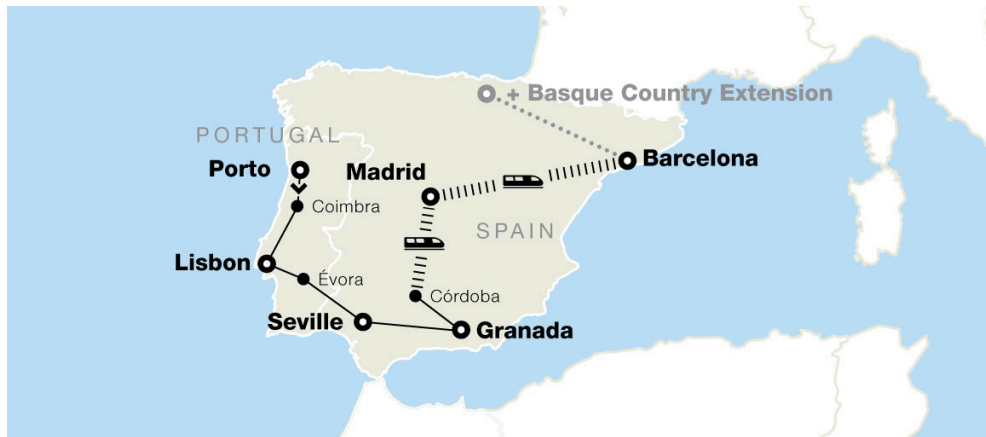 + Basque Country Extension
PORTUGAL
Porto
Madrid
Barcelona
Coimbra
SPAIN
Lisbon
Évora
Córdoba
Seville
Granada